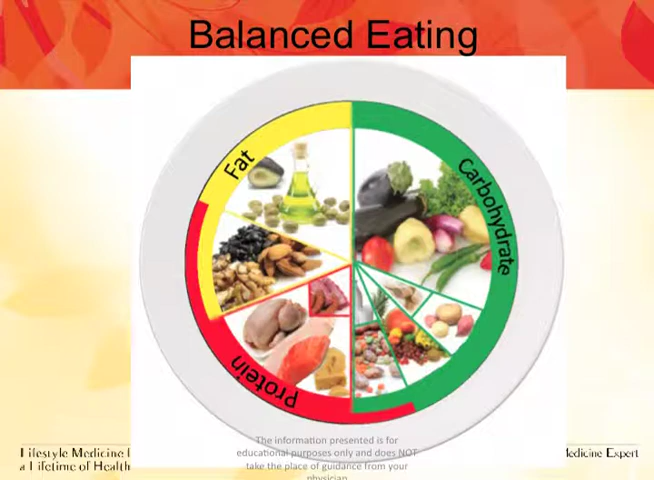 Balanced Eating
Fat
Carbohydrate
Protein
The information presented is for
educational purposes only and does NOT
take the place of guidance from your
physician
Lifestyle Medicine
a Lifetime of Health
Medicine Expert